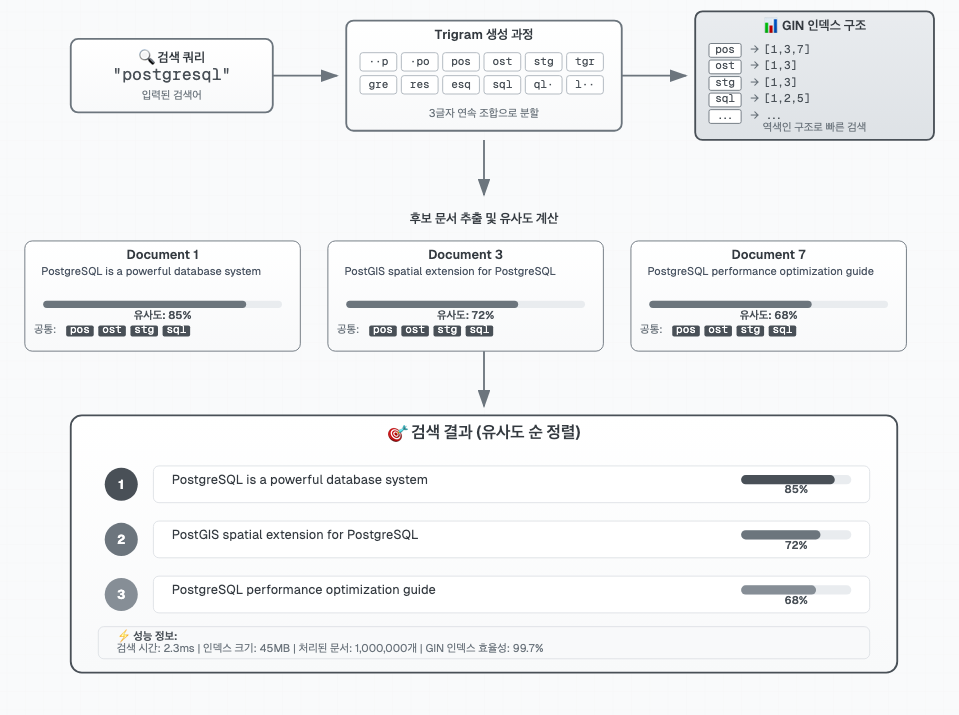 🔍 검색 쿼리
"postgresql"
입력된 검색어
Trigram 생성 과정
··p ·po pos ost stg tgr
gre res esq sql ql· l··
3글자 연속 조합으로 분할
📊 GIN 인덱스 구조
pos → [1,3,7]
ost → [1,3]
stg → [1,3]
sql → [1,2,5]
... → ...
역색인 구조로 빠른 검색
후보 문서 추출 및 유사도 계산
Document 1
PostgreSQL is a powerful database system
유사도: 85%
공통: pos ost stg sql
Document 3
PostGIS spatial extension for PostgreSQL
유사도: 72%
공통: pos ost stg sql
Document 7
PostgreSQL performance optimization guide
유사도: 68%
공통: pos ost stg sql
🎯 검색 결과 (유사도 순 정렬)
1 PostgreSQL is a powerful database system
85%
2 PostGIS spatial extension for PostgreSQL
72%
3 PostgreSQL performance optimization guide
68%
⚡ 성능 정보:
검색 시간: 2.3ms | 인덱스 크기: 45MB | 처리된 문서: 1,000,000개 | GIN 인덱스 효율성: 99.7%